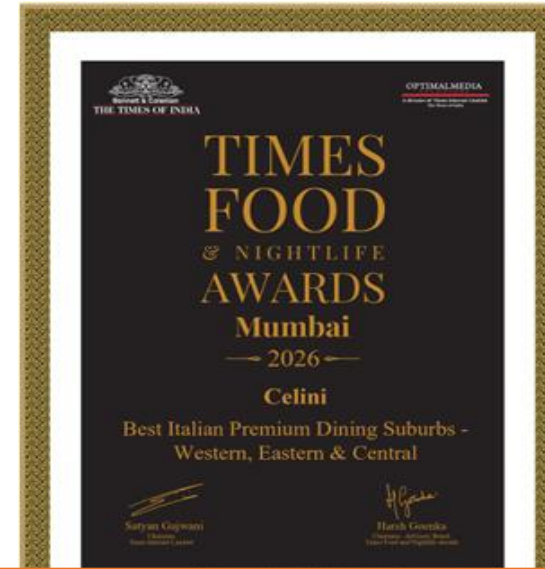 Bennett & Coleman
THE TIMES OF INDIA
OPTIMALMEDIA
TIMES
FOOD
& NIGHTLIFE
AWARDS
Mumbai
2026
Celini
Best Italian Premium Dining Suburbs -
Western, Eastern & Central
Satyan Gajwani
Harsh Goenka